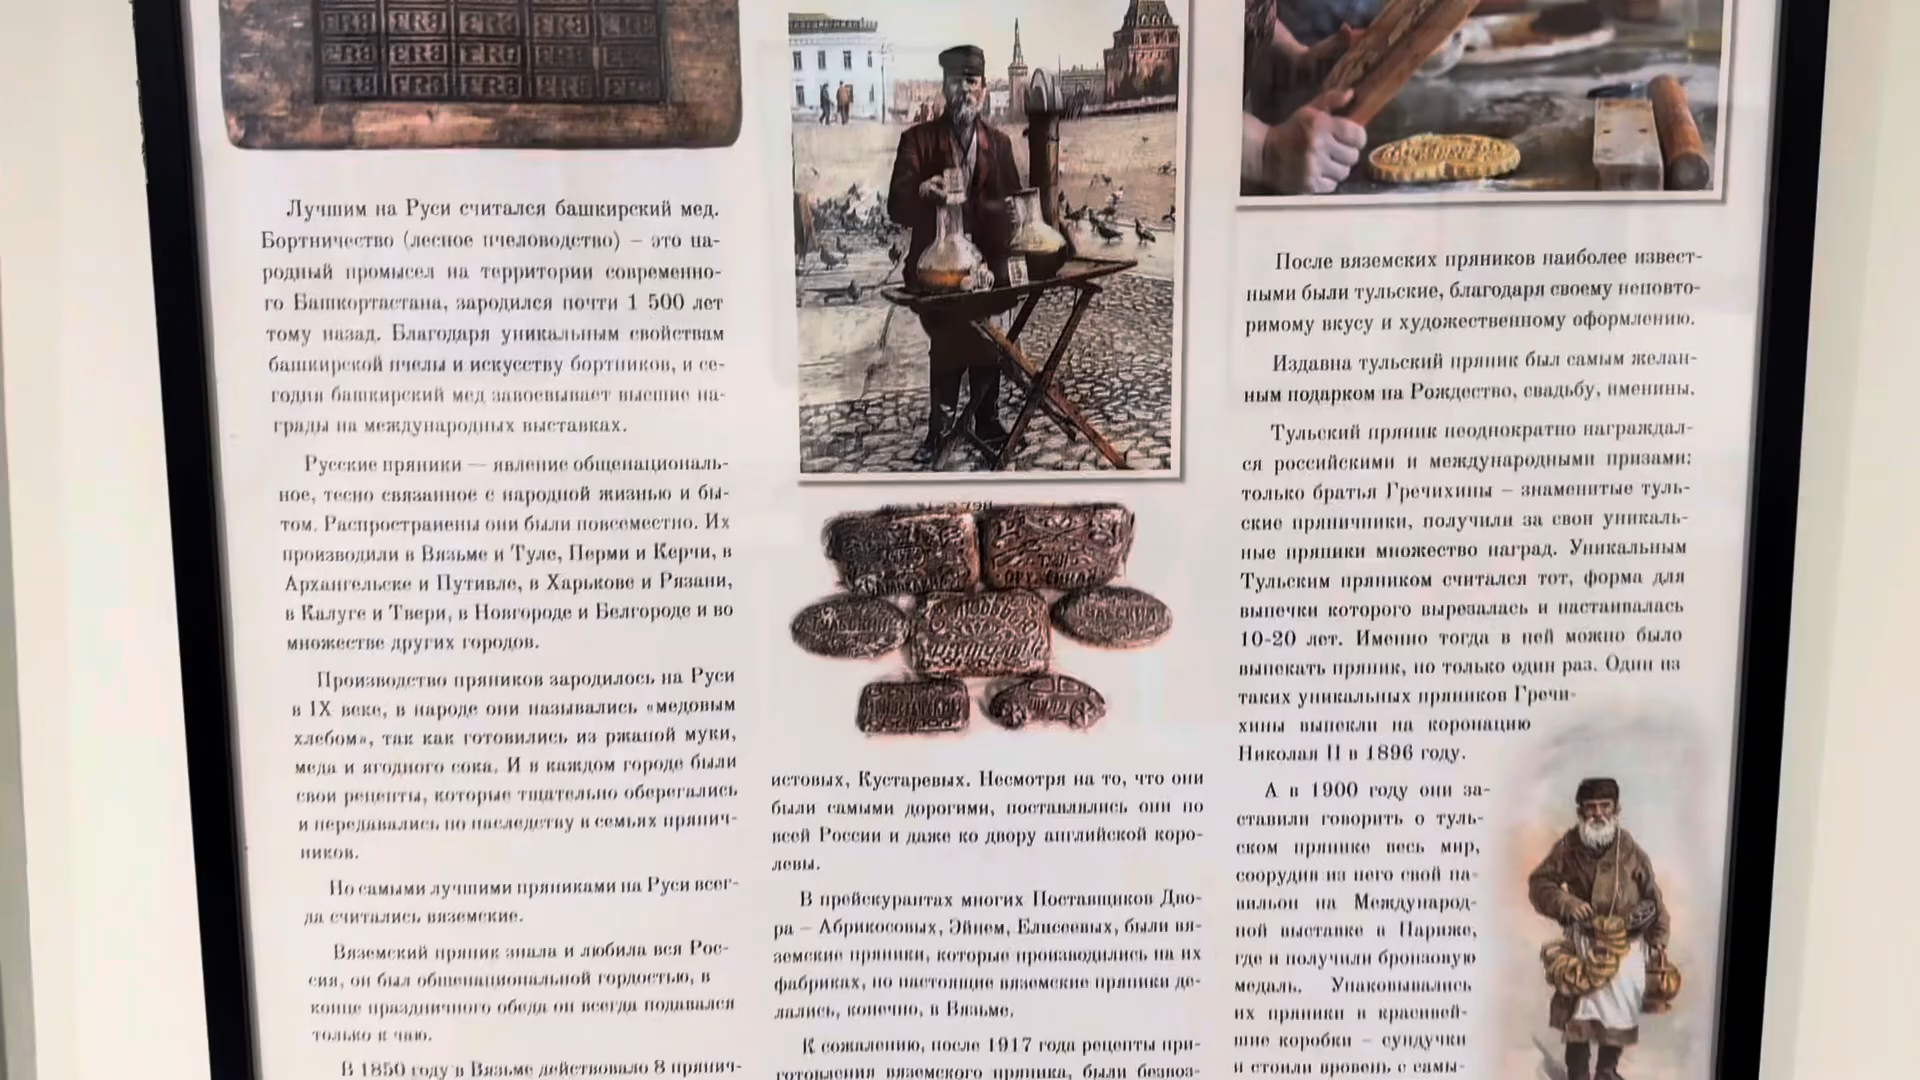 Лучшим на Руси считался башкирский мед.
Бортничество (лесное пчеловодство) – это на-
родный промысел на территории современно-
го Башкортастана, зародился почти 1 500 лет
тому назад. Благодаря уникальным свойствам
башкирской пчелы и искусству бортников, и се-
годня башкирский мед завоевывает высшие на-
грады на международных выставках.
Русские пряники — явление общенациональ-
ное, тесно связанное с народной жизнью и бы-
том. Распространены они были повсеместно. Их
производили в Вязьме и Туле, Перми и Керчи, в
Архангельске и Путивле, в Харькове и Рязани,
в Калуге и Твери, в Новгороде и Белгороде и во
множестве других городов.
Производство пряников зародилось на Руси
в IX веке, в народе они назывались «медовым
хлебом», так как готовились из ржаной муки,
меда и ягодного сока. И в каждом городе были
свои рецепты, которые тщательно оберегались
и передавались по наследству в семьях прянич-
ников.
Но самыми лучшими пряниками на Руси всег-
да считались вяземские.
Вяземский пряник знала и любила вся Рос-
сия, он был общенациональной гордостью, в
конце праздничного обеда он всегда подавался
только к чаю.
В 1850 году в Вязьме действовало 8 прянич-
истовых, Кустаревых. Несмотря на то, что они
были самыми дорогими, поставлялись они по
всей России и даже ко двору английской коро-
левы.
В прейскурантах многих Поставщиков Дво-
ра – Абрикосовых, Эйнем, Елисеевых, были вя-
земские пряники, которые производились на их
фабриках, но настоящие вяземские пряники де-
лались, конечно, в Вязьме.
К сожалению, после 1917 года рецепты при-
готовления вяземского пряника, были безвоз-
После вяземских пряников наиболее извест-
ными были тульские, благодаря своему неповто-
римому вкусу и художественному оформлению.
Издавна тульский пряник был самым желан-
ным подарком на Рождество, свадьбу, именины.
Тульский пряник неоднократно награждал-
ся российскими и международными призами:
только братья Гречихины – знаменитые туль-
ские пряничники, получили за свои уникаль-
ные пряники множество наград. Уникальным
Тульским пряником считался тот, форма для
выпечки которого вырезалась и настаивалась
10-20 лет. Именно тогда в ней можно было
выпекать пряник, но только один раз. Один из
таких уникальных пряников Гречи-
хины выпекли на коронацию
Николая II в 1896 году.
А в 1900 году они за-
ставили говорить о туль-
ском прянике весь мир,
соорудив из него свой па-
вильон на Международ-
ной выставке в Париже,
где и получили бронзовую
медаль. Упаковывались
их пряники в красивей-
шие коробки – сундучки
и стоили вровень с самы-